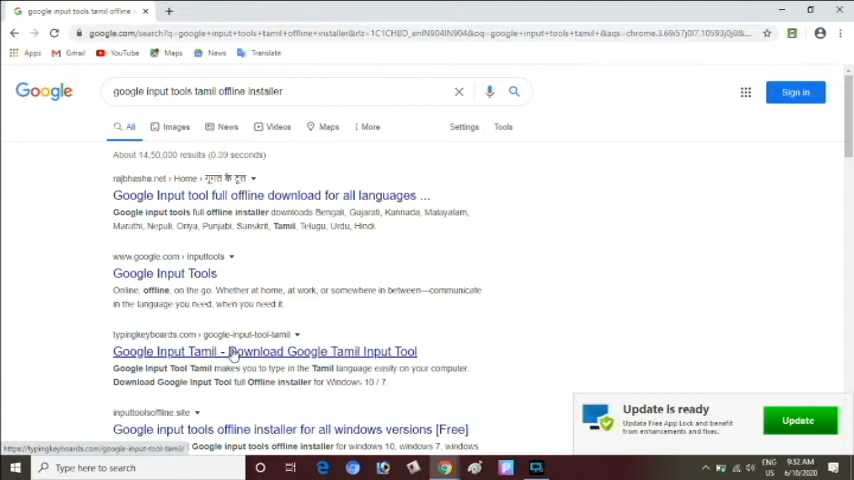 google input tools tamil offline
google.com/search?q=google+input+tools+tamil+offline+installer&rlz=1C1CHBD_enIN904IN904&oq=google+input+tools+tamil+&aqs=chrome.3.69i57j0l7.10593j0j8&...
Apps Gmail YouTube Maps News Translate
Google
google input tools tamil offline installer
Sign in
All Images News Videos Maps More Settings Tools
About 14,50,000 results (0.39 seconds)
rajbhasha.net › Home › गूगल के टूल
Google Input tool full offline download for all languages ...
Google input tools full offline installer downloads Bengali, Gujarati, Kannada, Malayalam,
Marathi, Nepali, Oriya, Punjabi, Sunskrit, Tamil, Telugu, Urdu, Hindi.
www.google.com › inputtools
Google Input Tools
Online, offline, on the go. Whether at home, at work, or somewhere in between—communicate
in the language you need, when you need it.
typingkeyboards.com › google-input-tool-tamil
Google Input Tamil - Download Google Tamil Input Tool
Google Input Tool Tamil makes you to type in the Tamil language easily on your computer.
Download Google Input Tool full Offline installer for Windows 10 / 7.
inputtoolsoffline.site
Google input tools offline installer for all windows versions [Free]
Google input tools offline installer for windows 10, windows 7, windows
https://typingkeyboards.com/google-input-tool-tamil/
Update is ready
Update Free App Lock and benefit
from enhancements and fixes.
Update
Type here to search
ENG
US
9:32 AM
6/10/2020